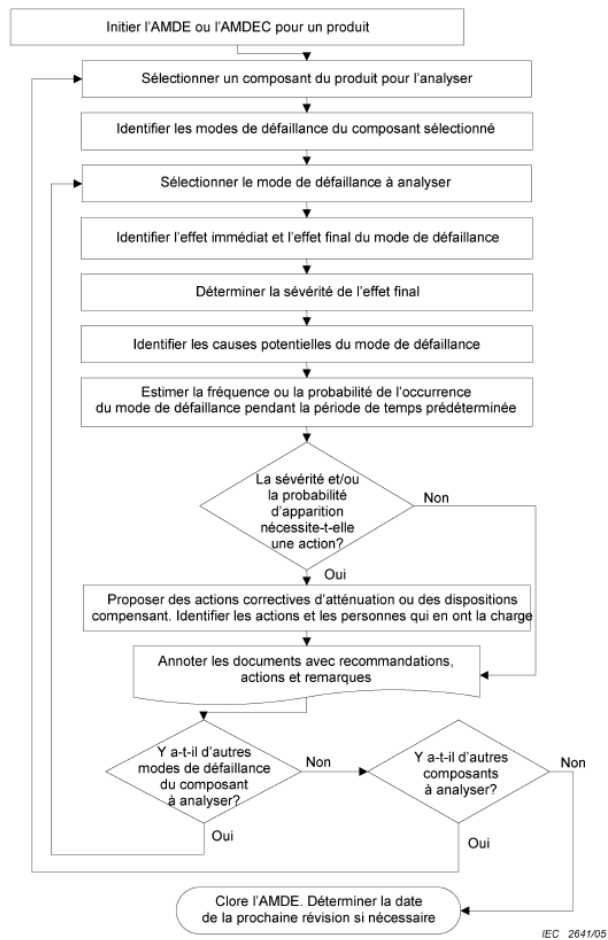 Initier l'AMDE ou l'AMDEC pour un produit
Sélectionner un composant du produit pour l'analyser
Identifier les modes de défaillance du composant sélectionné
Sélectionner le mode de défaillance à analyser
Identifier l'effet immédiat et l'effet final du mode de défaillance
Déterminer la sévérité de l'effet final
Identifier les causes potentielles du mode de défaillance
Estimer la fréquence ou la probabilité de l'occurrence
du mode de défaillance pendant la période de temps prédéterminée
La sévérité et/ou
la probabilité
d'apparition
nécessite-t-elle
une action?
Non
Oui
Proposer des actions correctives d'atténuation ou des dispositions
compensant. Identifier les actions et les personnes qui en ont la charge
Annoter les documents avec recommandations,
actions et remarques
Y a-t-il d'autres
modes de défaillance
du composant
à analyser?
Non
Oui
Y a-t-il d'autres
composants
à analyser?
Non
Oui
Clore l'AMDE. Déterminer la date
de la prochaine révision si nécessaire
IEC 2641/05